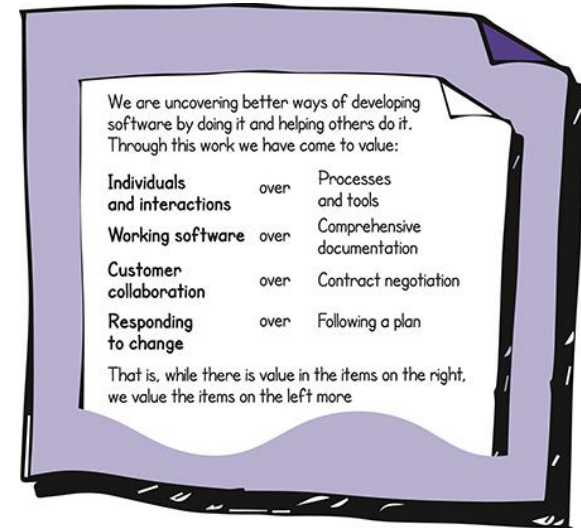 We are uncovering better ways of developing
software by doing it and helping others do it.
Through this work we have come to value:
Individuals
and interactions over Processes
and tools
Working software over Comprehensive
documentation
Customer
collaboration over Contract negotiation
Responding
to change over Following a plan
That is, while there is value in the items on the right,
we value the items on the left more